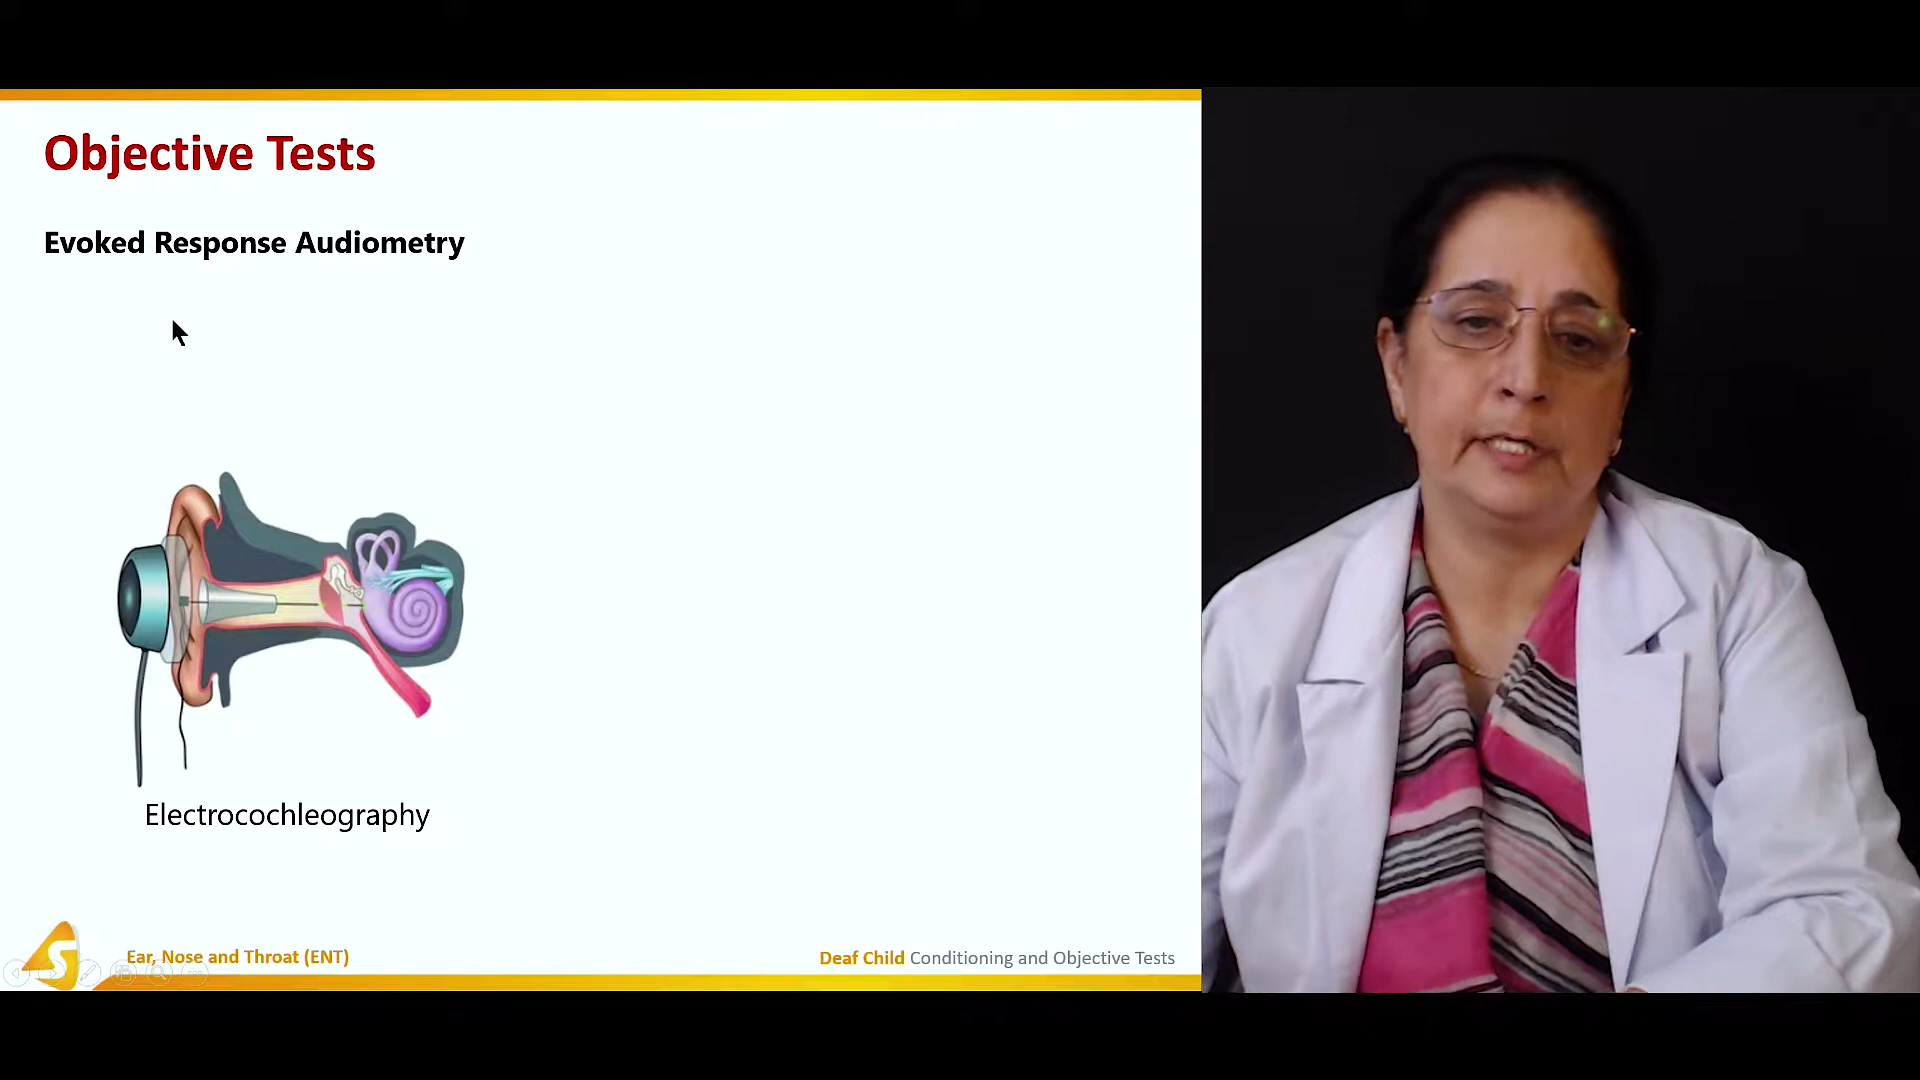 Objective Tests
Evoked Response Audiometry
Electrocochleography
Ear, Nose and Throat (ENT)
Deaf Child Conditioning and Objective Tests